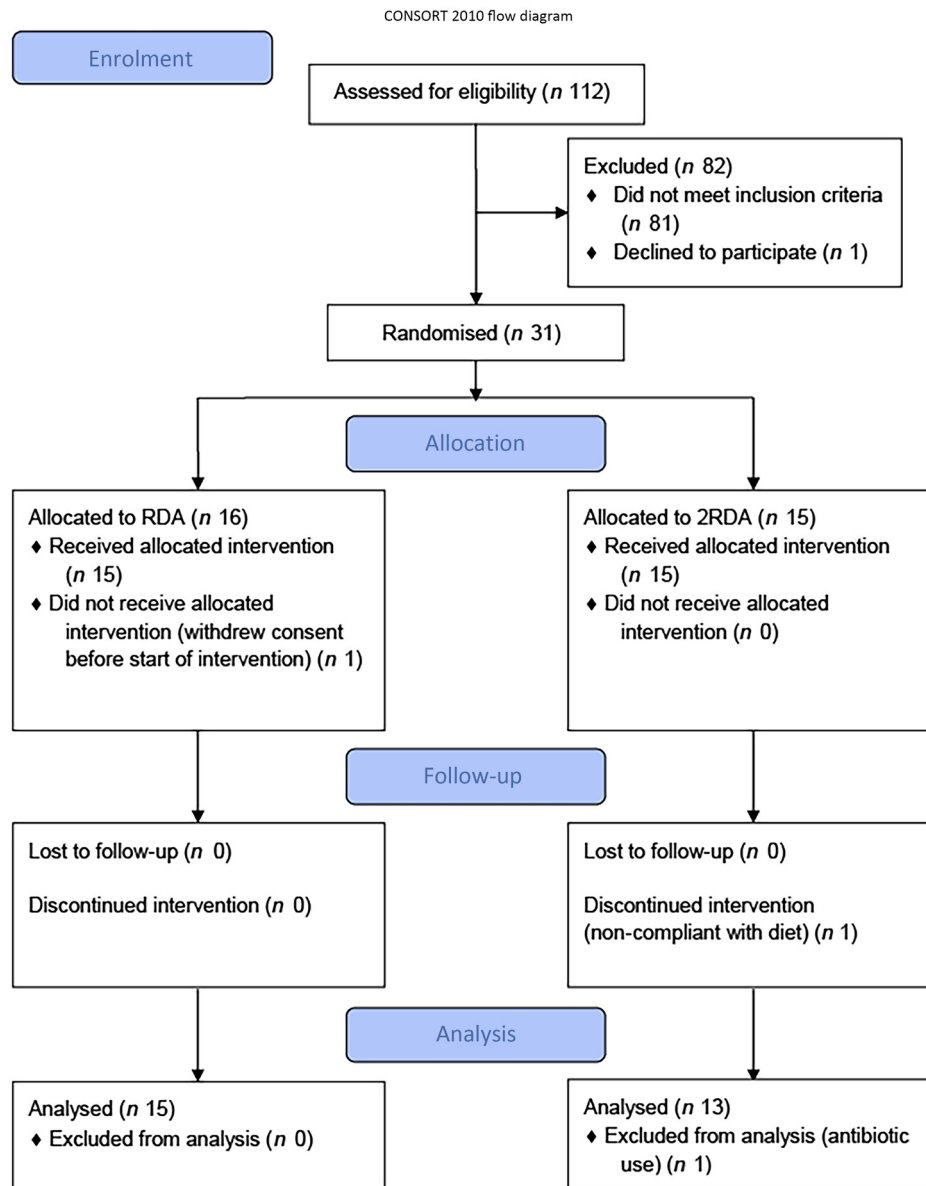 CONSORT 2010 flow diagram
Enrolment
Assessed for eligibility (n 112)
Excluded (n 82)
♦ Did not meet inclusion criteria
(n 81)
♦ Declined to participate (n 1)
Randomised (n 31)
Allocation
Allocated to RDA (n 16)
♦ Received allocated intervention
(n 15)
♦ Did not receive allocated
intervention (withdrew consent
before start of intervention) (n 1)
Allocated to 2RDA (n 15)
♦ Received allocated intervention
(n 15)
♦ Did not receive allocated
intervention (n 0)
Follow-up
Lost to follow-up (n 0)
Discontinued intervention (n 0)
Lost to follow-up (n 0)
Discontinued intervention
(non-compliant with diet) (n 1)
Analysis
Analysed (n 15)
♦ Excluded from analysis (n 0)
Analysed (n 13)
♦ Excluded from analysis (antibiotic
use) (n 1)